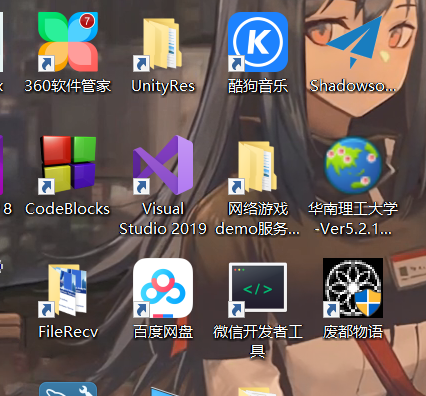 7
k
360软件管家
UnityRes
酷狗音乐
Shadowso...
8
CodeBlocks
Visual
Studio 2019
网络游戏
demo服务...
华南理工大学
-Ver5.2.1...
FileRecv
百度网盘
微信开发者工
具
废都物语